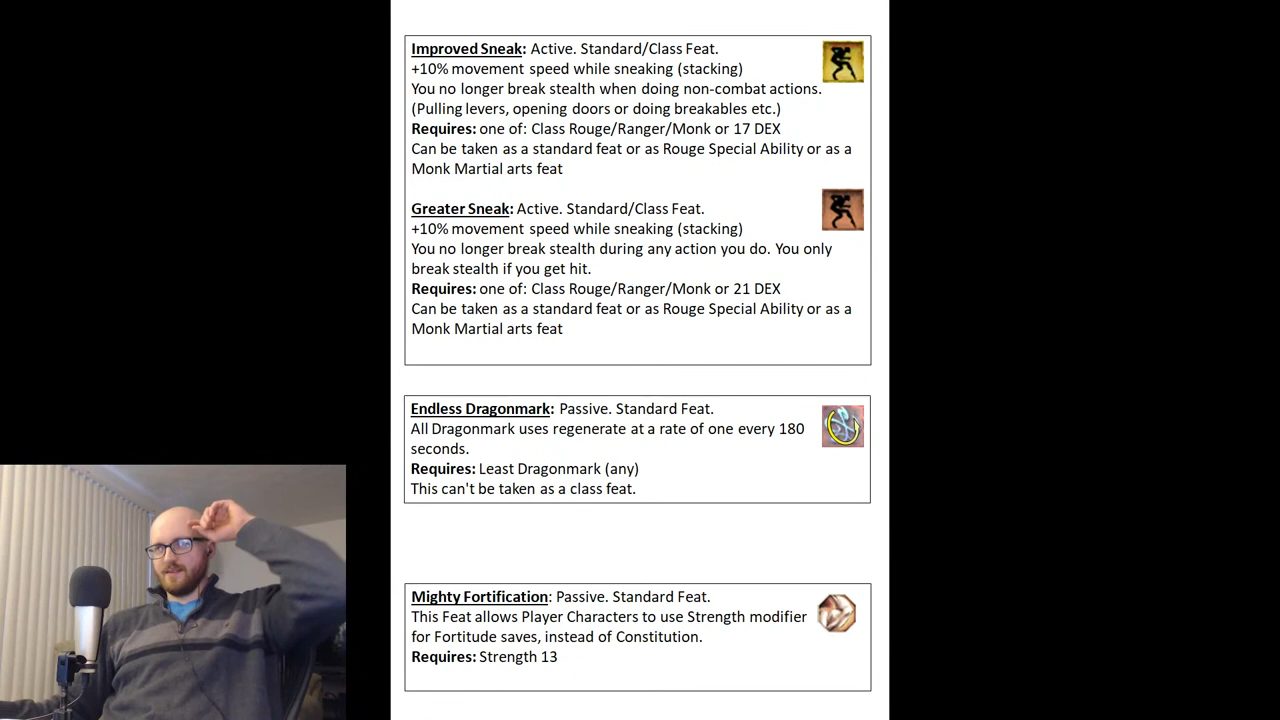 Improved Sneak: Active. Standard/Class Feat.
+10% movement speed while sneaking (stacking)
You no longer break stealth when doing non-combat actions.
(Pulling levers, opening doors or doing breakables etc.)
Requires: one of: Class Rouge/Ranger/Monk or 17 DEX
Can be taken as a standard feat or as Rouge Special Ability or as a
Monk Martial arts feat
Greater Sneak: Active. Standard/Class Feat.
+10% movement speed while sneaking (stacking)
You no longer break stealth during any action you do. You only
break stealth if you get hit.
Requires: one of: Class Rouge/Ranger/Monk or 21 DEX
Can be taken as a standard feat or as Rouge Special Ability or as a
Monk Martial arts feat
Endless Dragonmark: Passive. Standard Feat.
All Dragonmark uses regenerate at a rate of one every 180
seconds.
Requires: Least Dragonmark (any)
This can't be taken as a class feat.
Mighty Fortification: Passive. Standard Feat.
This Feat allows Player Characters to use Strength modifier
for Fortitude saves, instead of Constitution.
Requires: Strength 13